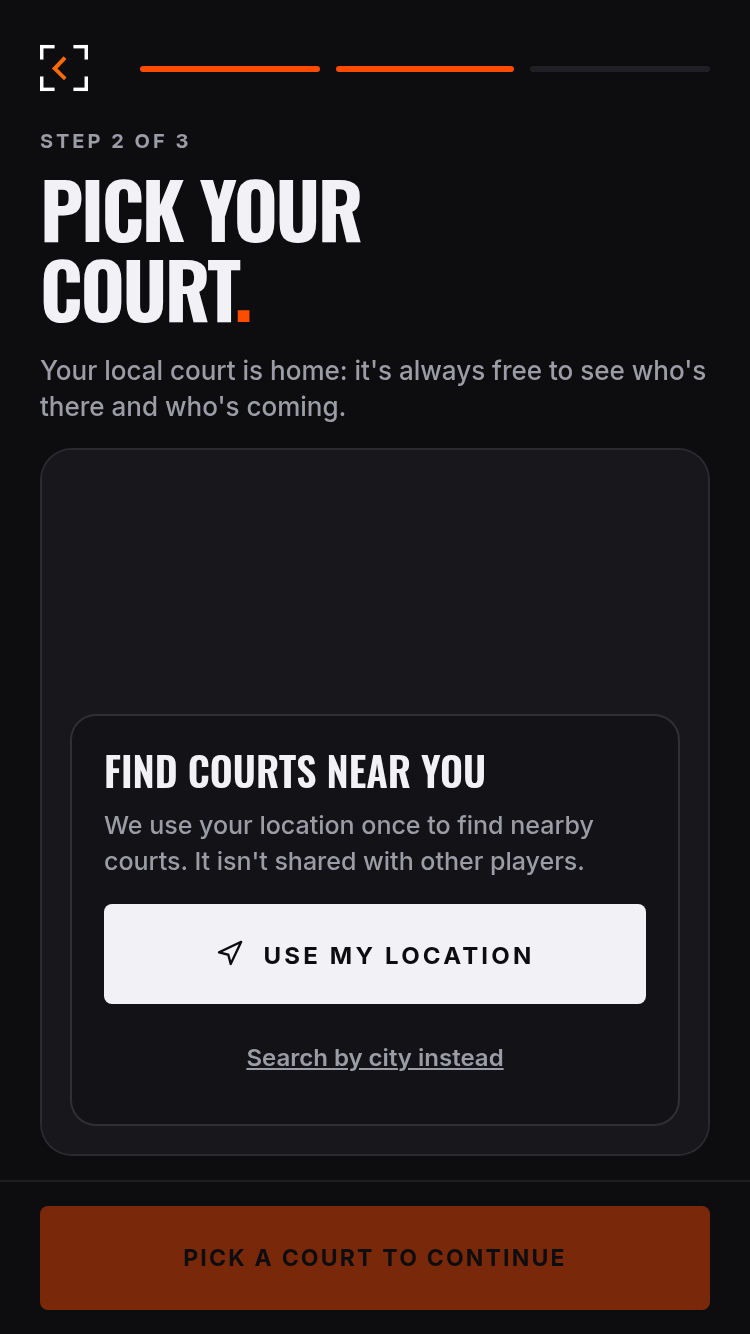 STEP 2 OF 3
PICK YOUR
COURT.
Your local court is home: it's always free to see who's
there and who's coming.
FIND COURTS NEAR YOU
We use your location once to find nearby
courts. It isn't shared with other players.
USE MY LOCATION
Search by city instead
PICK A COURT TO CONTINUE